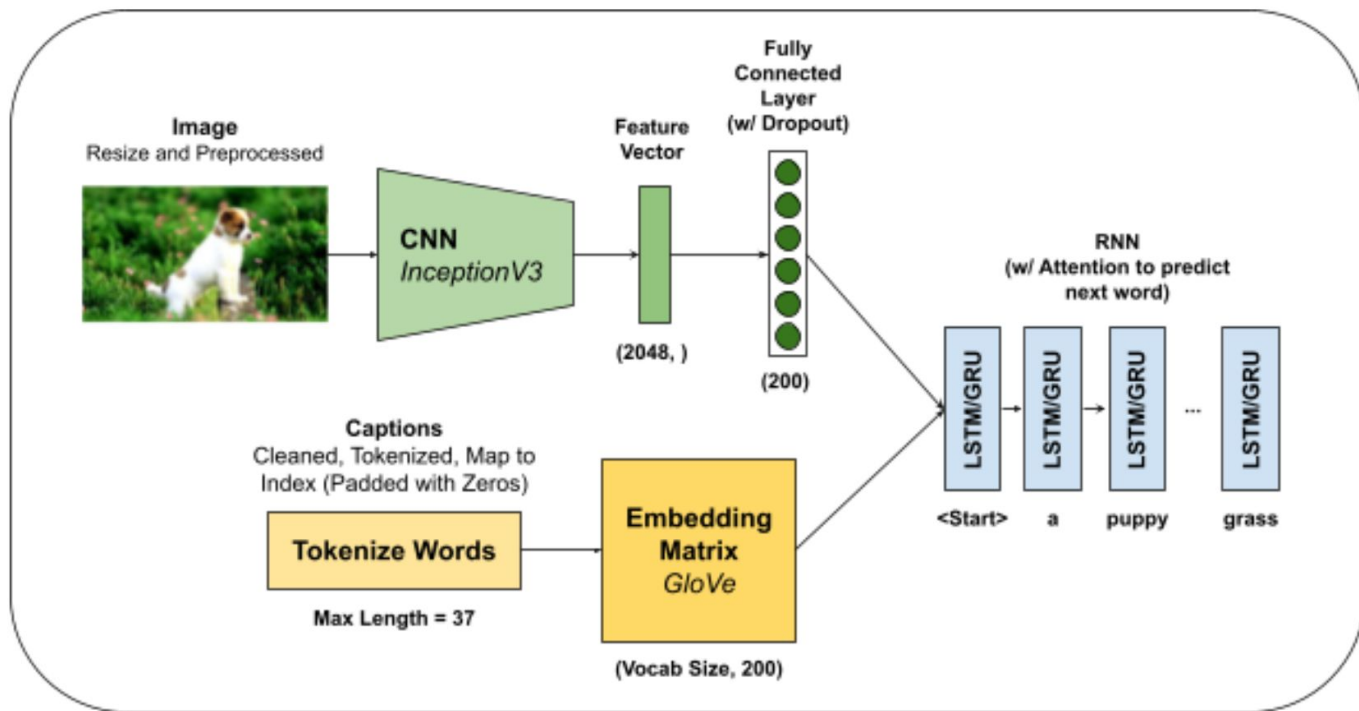 Image
Resize and Preprocessed
CNN
InceptionV3
Feature
Vector
(2048, )
Fully
Connected
Layer
(w/ Dropout)
(200)
Captions
Cleaned, Tokenized, Map to
Index (Padded with Zeros)
Tokenize Words
Max Length = 37
Embedding
Matrix
GloVe
(Vocab Size, 200)
RNN
(w/ Attention to predict
next word)
LSTM/GRU
LSTM/GRU
LSTM/GRU
...
LSTM/GRU
<Start>
a
puppy
grass